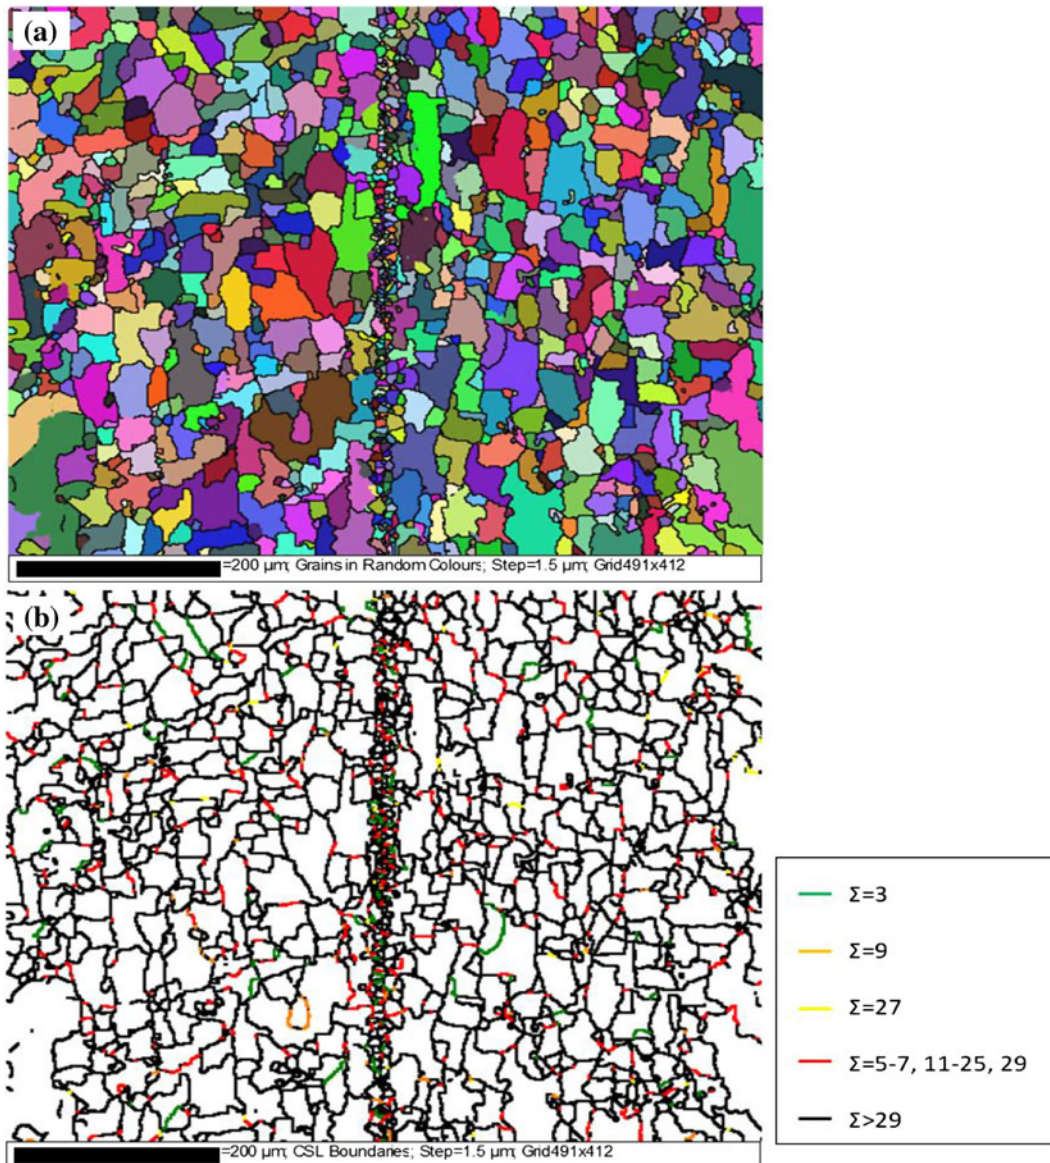 (a)
=200 µm; Grains in Random Colours; Step=1.5 µm; Grid491x412
(b)
=200 µm; CSL Boundaries; Step=1.5 µm; Grid491x412
Σ=3
Σ=9
Σ=27
Σ=5-7, 11-25, 29
Σ>29